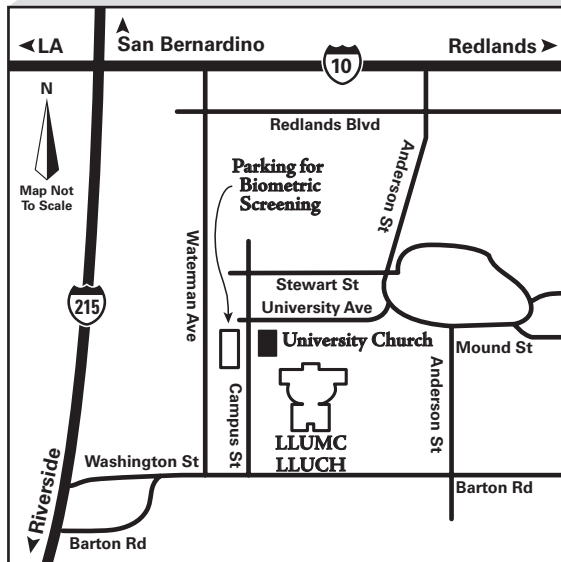 LA
San Bernardino
Redlands
10
N
Map Not
To Scale
Redlands Blvd
Anderson St
Parking for
Biometric
Screening
Waterman Ave
Stewart St
University Ave
215
University Church
Mound St
Campus St
Anderson St
LLUMC
LLUCH
Washington St
Barton Rd
Riverside
Barton Rd